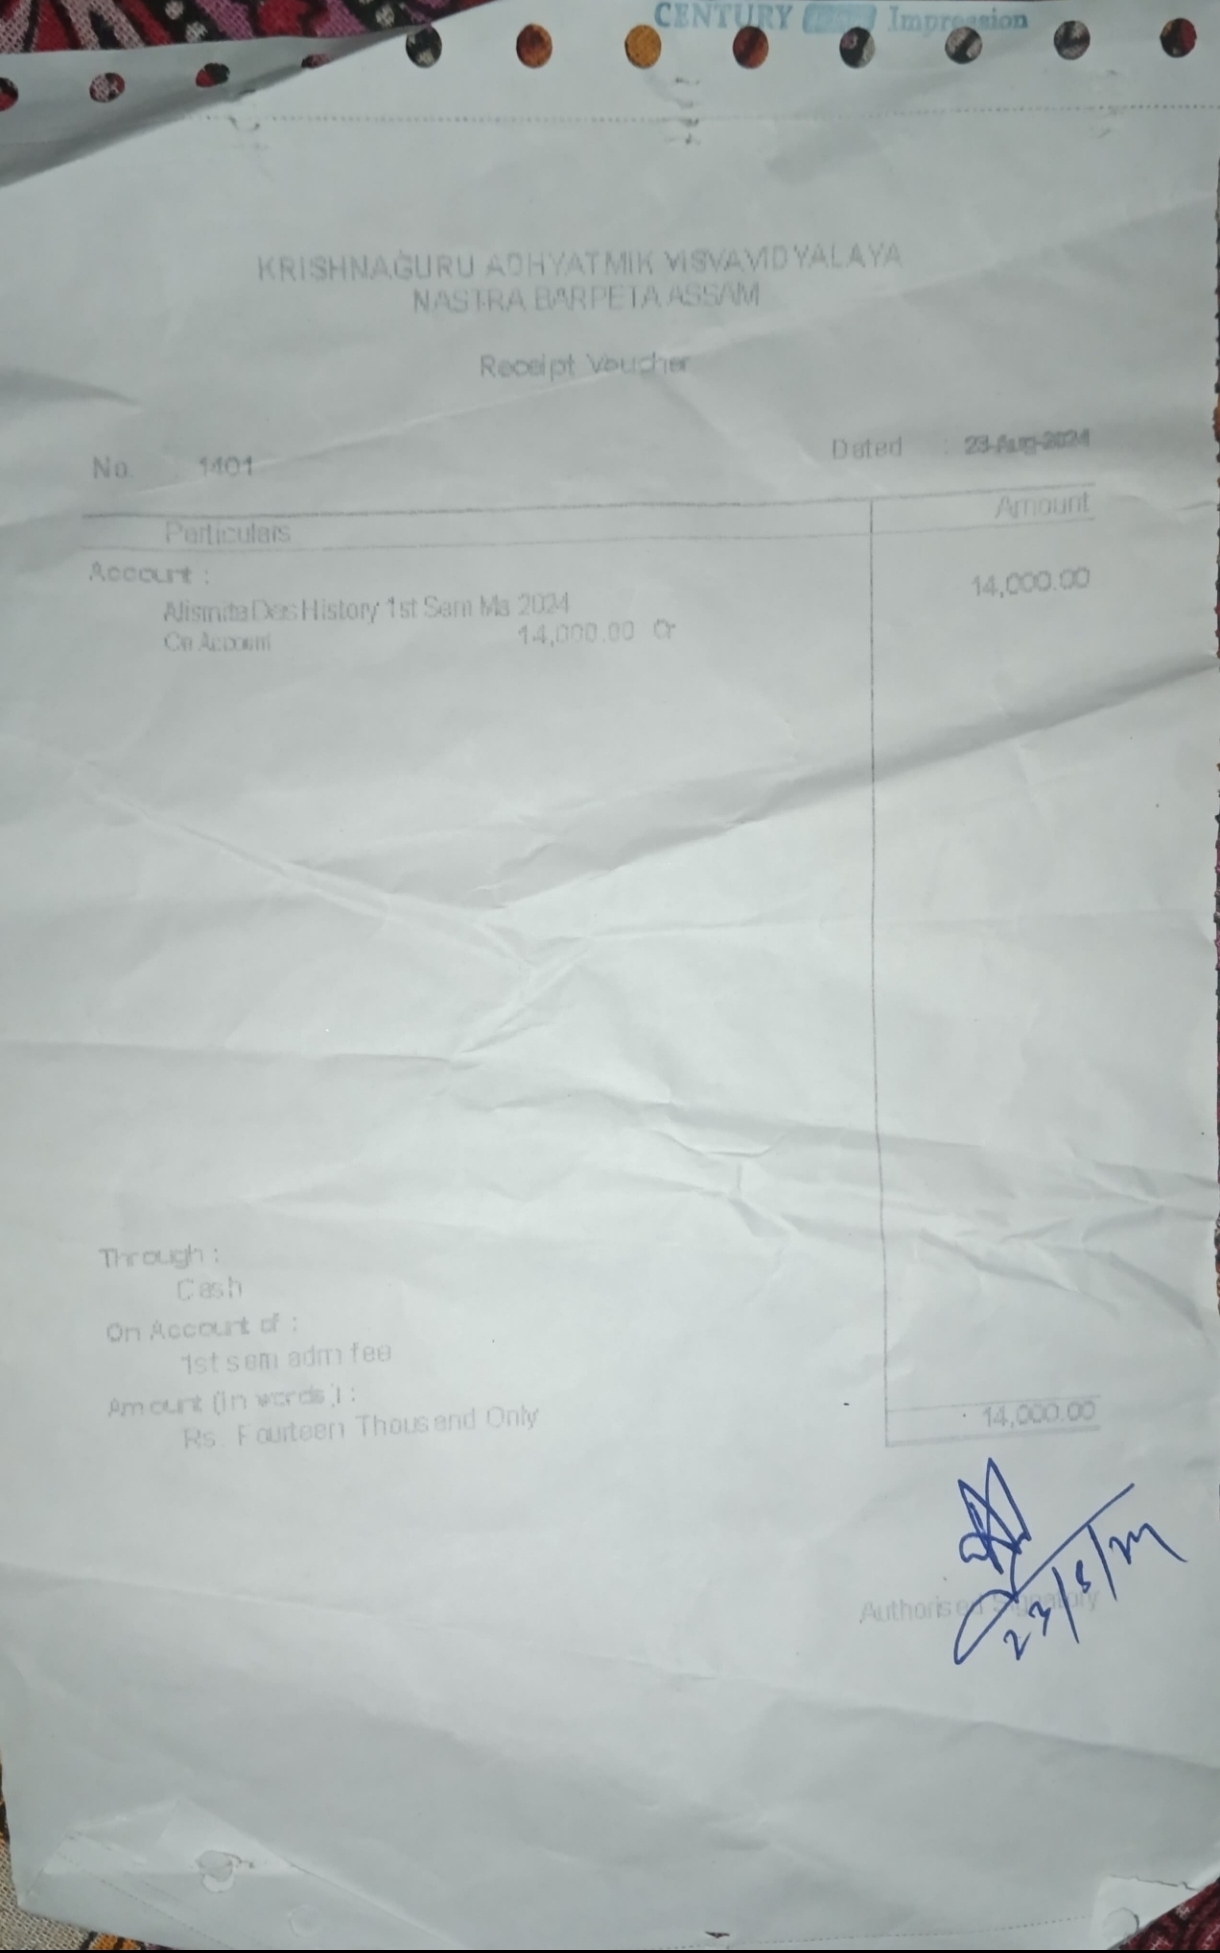 CENTURY Impression
KRISHNAGURU ADHYATMIK VISVAVIDYALAYA
NASTRA BARPETA ASSAM
Receipt Voucher
No. 1401 Dated : 23-Aug-2024
Particulars Amount
Account :
Das History 1st Sem Ma 2024 14,000.00
On Account 14,000.00 Cr
Through :
Cash
On Account of :
1st sem adm fee
Amount (in words) :
Rs. Fourteen Thousand Only 14,000.00
Authorised Signatory
23/8/24